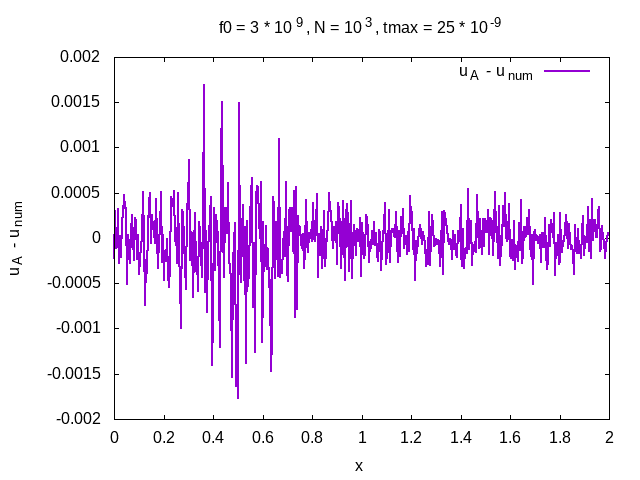 f0 = 3 * 10^9, N = 10^3, tmax = 25 * 10^-9
u_A - u_num
0.002
0.0015
0.001
0.0005
0
-0.0005
-0.001
-0.0015
-0.002
u_A - u_num
0 0.2 0.4 0.6 0.8 1 1.2 1.4 1.6 1.8 2
x